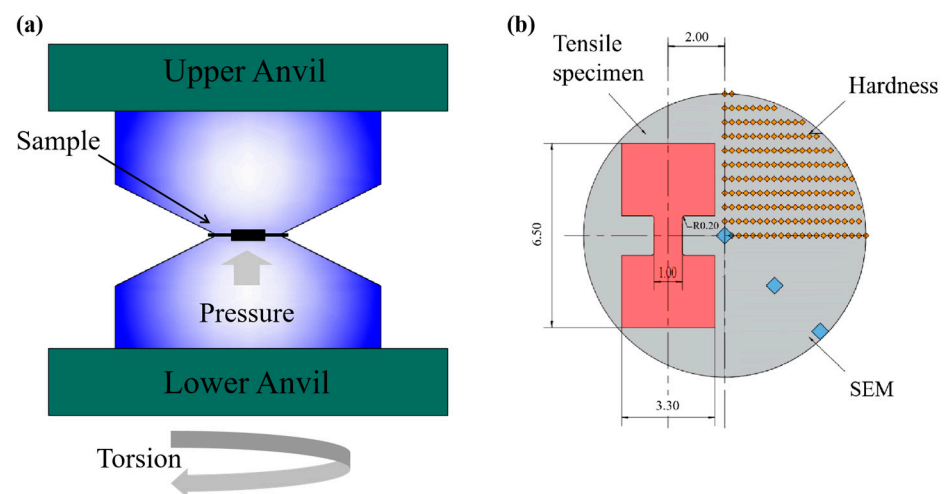 (a)
Upper Anvil
Sample
Pressure
Lower Anvil
Torsion
(b)
2.00
Tensile
specimen
Hardness
6.50
R0.20
1.00
3.30
SEM